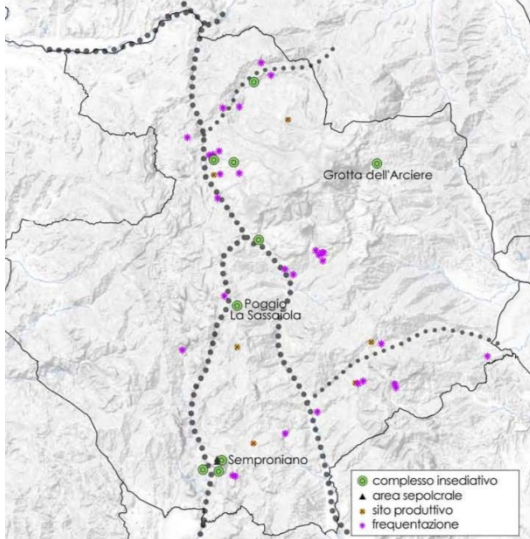 Grotta dell'Arciere
Poggio
La Sassaiola
Semproniano
complesso insediativo
area sepolcrale
sito produttivo
frequentazione